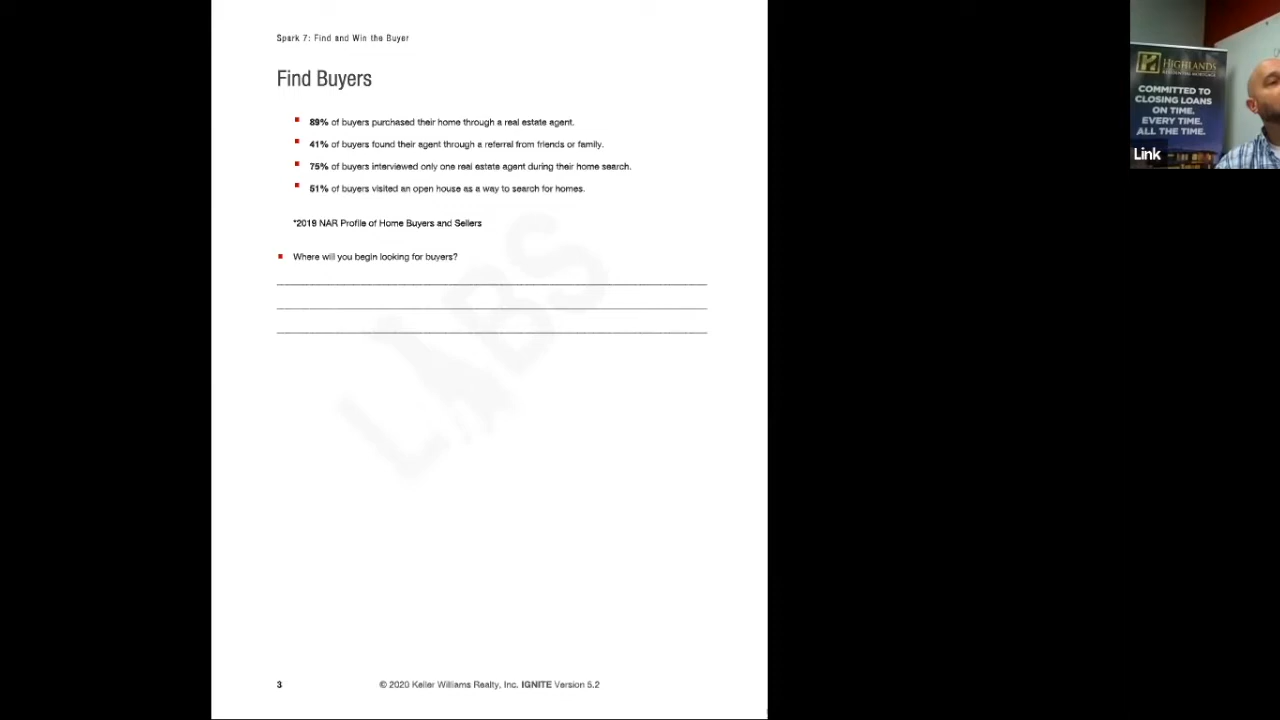 Spark 7: Find and Win the Buyer
Find Buyers
89% of buyers purchased their home through a real estate agent.
41% of buyers found their agent through a referral from friends or family.
75% of buyers interviewed only one real estate agent during their home search.
51% of buyers visited an open house as a way to search for homes.
*2019 NAR Profile of Home Buyers and Sellers
Where will you begin looking for buyers?
LABS
3
© 2020 Keller Williams Realty, Inc. IGNITE Version 5.2
HIGHLANDS
RESIDENTIAL MORTGAGE
COMMITTED TO
CLOSING LOANS
ON TIME.
EVERY TIME.
ALL THE TIME.
Link